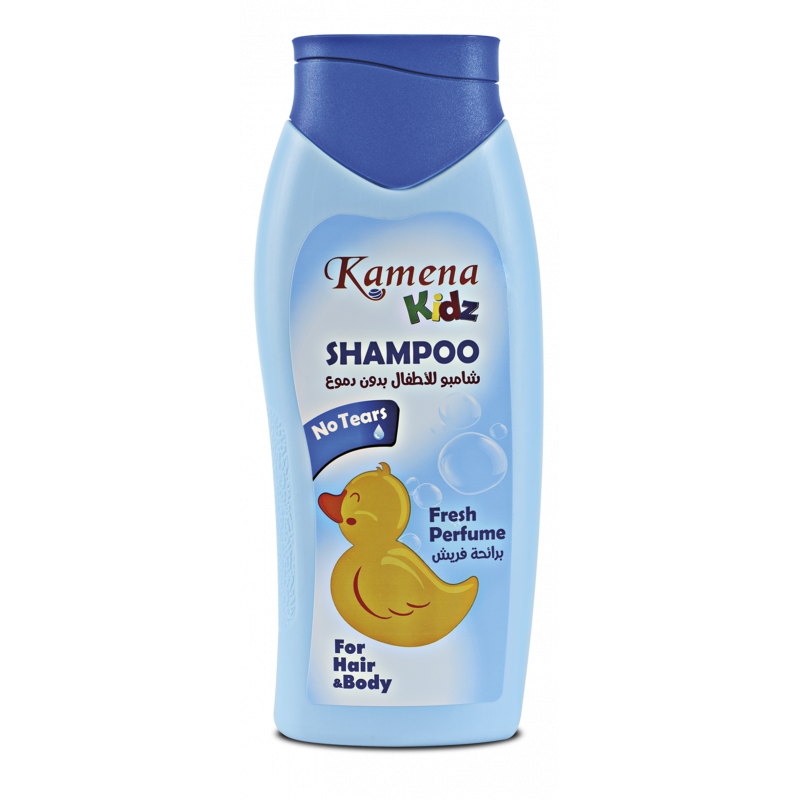 Kamena
Kidz
SHAMPOO
شامبو للأطفال بدون دموع
No Tears
Fresh
Perfume
برائحة فريش
For
Hair
&Body